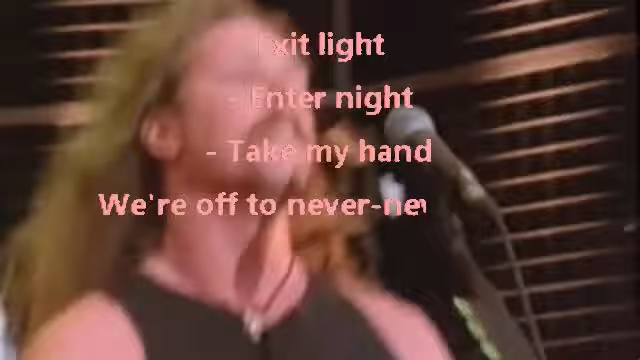 Exit light
- Enter night
- Take my hand
We're off to never-nev